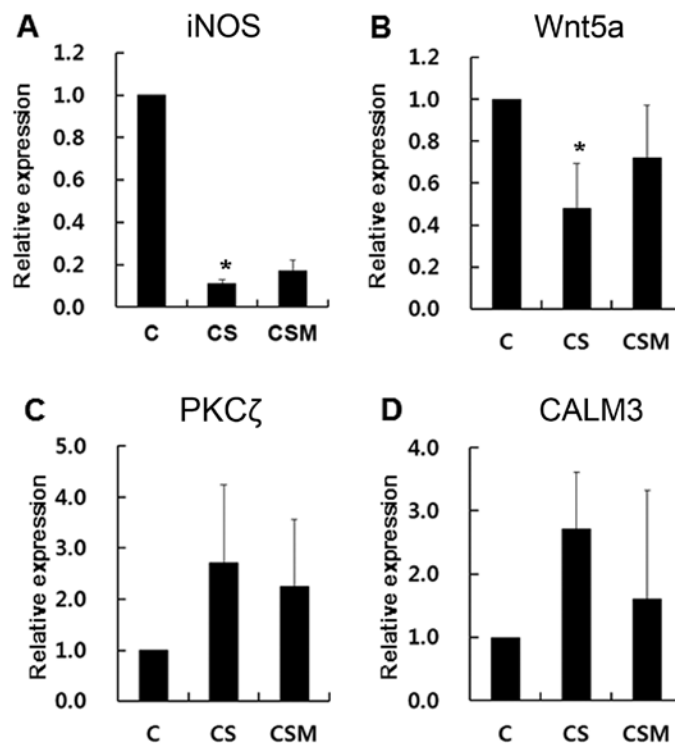 A iNOS
Relative expression
1.2
1.0
0.8
0.6
0.4
0.2
0.0
*
C CS CSM
B Wnt5a
Relative expression
1.2
1.0
0.8
0.6
0.4
0.2
0.0
*
C CS CSM
C PKCζ
Relative expression
5.0
4.0
3.0
2.0
1.0
0.0
C CS CSM
D CALM3
Relative expression
4.0
3.0
2.0
1.0
0.0
C CS CSM